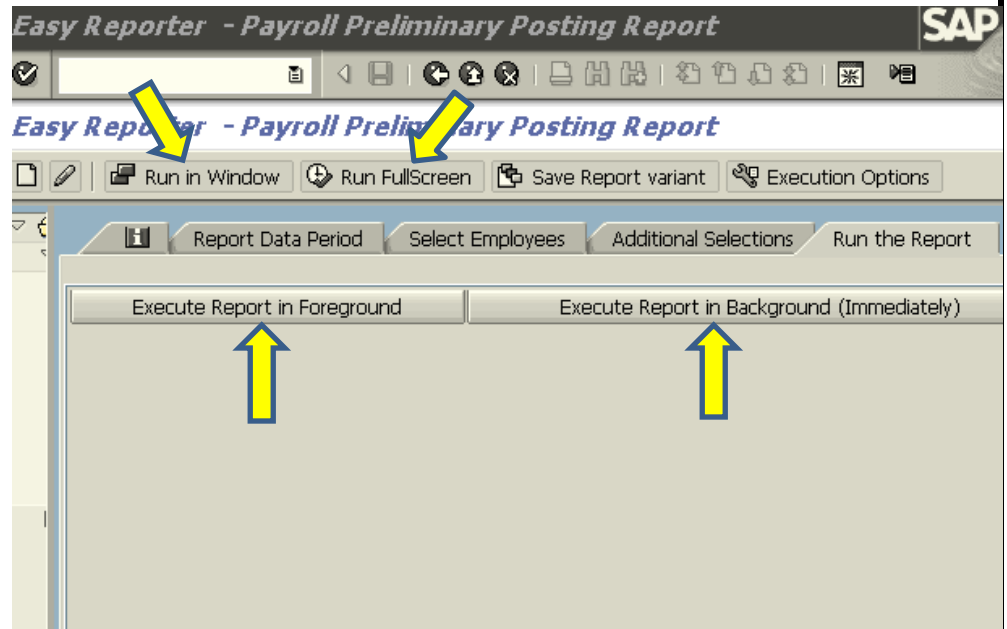 Easy Reporter - Payroll Preliminary Posting Report
SAP
Easy Reporter - Payroll Preliminary Posting Report
Run in Window Run FullScreen Save Report variant Execution Options
Report Data Period Select Employees Additional Selections Run the Report
Execute Report in Foreground Execute Report in Background (Immediately)